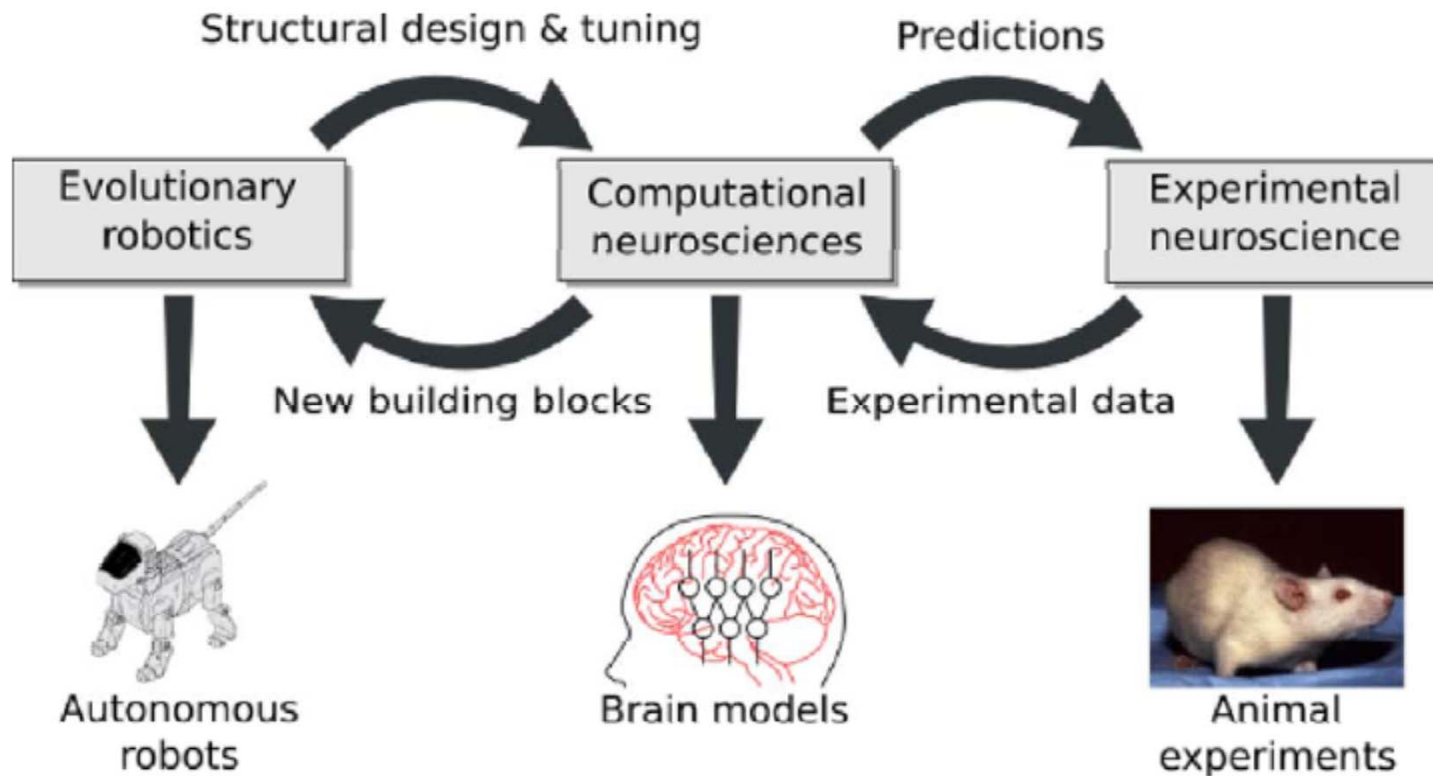 Structural design & tuning
Predictions
Evolutionary
robotics
Computational
neurosciences
Experimental
neuroscience
New building blocks
Experimental data
Autonomous
robots
Brain models
Animal
experiments